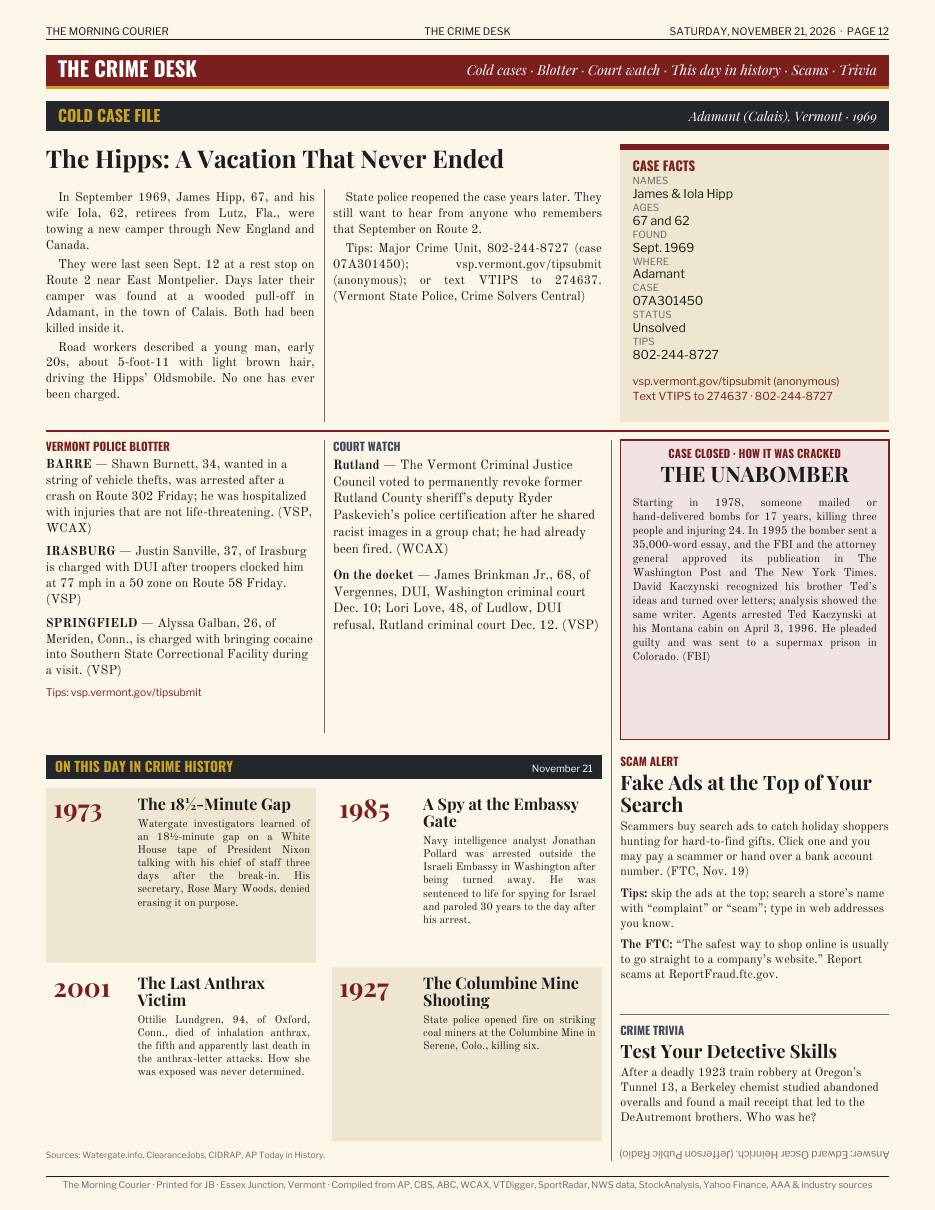 THE MORNING COURIER
THE CRIME DESK
SATURDAY, NOVEMBER 21, 2026 · PAGE 12
THE CRIME DESK
Cold cases · Blotter · Court watch · This day in history · Scams · Trivia
COLD CASE FILE
Adamant (Calais), Vermont · 1969
The Hipps: A Vacation That Never Ended
In September 1969, James Hipp, 67, and his
wife Iola, 62, retirees from Lutz, Fla., were
towing a new camper through New England and
Canada.
They were last seen Sept. 12 at a rest stop on
Route 2 near East Montpelier. Days later their
camper was found at a wooded pull-off in
Adamant, in the town of Calais. Both had been
killed inside it.
Road workers described a young man, early
20s, about 5-foot-11 with light brown hair,
driving the Hipps' Oldsmobile. No one has ever
been charged.
State police reopened the case years later. They
still want to hear from anyone who remembers
that September on Route 2.
Tips: Major Crime Unit, 802-244-8727 (case
07A301450); vsp.vermont.gov/tipsubmit
(anonymous); or text VTIPS to 274637.
(Vermont State Police, Crime Solvers Central)
CASE FACTS
NAMES
James & Iola Hipp
AGES
67 and 62
FOUND
Sept. 1969
WHERE
Adamant
CASE
07A301450
STATUS
Unsolved
TIPS
802-244-8727
vsp.vermont.gov/tipsubmit (anonymous)
Text VTIPS to 274637 · 802-244-8727
VERMONT POLICE BLOTTER
BARRE — Shawn Burnett, 34, wanted in a
string of vehicle thefts, was arrested after a
crash on Route 302 Friday; he was hospitalized
with injuries that are not life-threatening. (VSP,
WCAX)
IRASBURG — Justin Sanville, 37, of Irasburg
is charged with DUI after troopers clocked him
at 77 mph in a 50 zone on Route 58 Friday.
(VSP)
SPRINGFIELD — Alyssa Galban, 26, of
Meriden, Conn., is charged with bringing cocaine
into Southern State Correctional Facility during
a visit. (VSP)
Tips: vsp.vermont.gov/tipsubmit
COURT WATCH
Rutland — The Vermont Criminal Justice
Council voted to permanently revoke former
Rutland County sheriff's deputy Ryder
Paskevich's police certification after he shared
racist images in a group chat; he had already
been fired. (WCAX)
On the docket — James Brinkman Jr., 68, of
Vergennes, DUI, Washington criminal court
Dec. 10; Lori Love, 48, of Ludlow, DUI
refusal, Rutland criminal court Dec. 12. (VSP)
CASE CLOSED · HOW IT WAS CRACKED
THE UNABOMBER
Starting in 1978, someone mailed or
hand-delivered bombs for 17 years, killing three
people and injuring 24. In 1995 the bomber sent a
35,000-word essay, and the FBI and the attorney
general approved its publication in The
Washington Post and The New York Times.
David Kaczynski recognized his brother Ted's
ideas and turned over letters; analysis showed the
same writer. Agents arrested Ted Kaczynski at
his Montana cabin on April 3, 1996. He pleaded
guilty and was sent to a supermax prison in
Colorado. (FBI)
ON THIS DAY IN CRIME HISTORY
November 21
1973
The 18½-Minute Gap
Watergate investigators learned of
an 18½-minute gap on a White
House tape of President Nixon
talking with his chief of staff three
days after the break-in. His
secretary, Rose Mary Woods, denied
erasing it on purpose.
1985
A Spy at the Embassy
Gate
Navy intelligence analyst Jonathan
Pollard was arrested outside the
Israeli Embassy in Washington after
being turned away. He was
sentenced to life for spying for Israel
and paroled 30 years to the day after
his arrest.
2001
The Last Anthrax
Victim
Ottilie Lundgren, 94, of Oxford,
Conn., died of inhalation anthrax,
the fifth and apparently last death in
the anthrax-letter attacks. How she
was exposed was never determined.
1927
The Columbine Mine
Shooting
State police opened fire on striking
coal miners at the Columbine Mine in
Serene, Colo., killing six.
Sources: Watergate.info, ClearanceJobs, CIDRAP, AP Today in History.
SCAM ALERT
Fake Ads at the Top of Your
Search
Scammers buy search ads to catch holiday shoppers
hunting for hard-to-find gifts. Click one and you
may pay a scammer or hand over a bank account
number. (FTC, Nov. 19)
Tips: skip the ads at the top; search a store's name
with “complaint” or “scam”; type in web addresses
you know.
The FTC: “The safest way to shop online is usually
to go straight to a company's website.” Report
scams at ReportFraud.ftc.gov.
CRIME TRIVIA
Test Your Detective Skills
After a deadly 1923 train robbery at Oregon's
Tunnel 13, a Berkeley chemist studied abandoned
overalls and found a mail receipt that led to the
DeAutremont brothers. Who was he?
Answer: Edward Oscar Heinrich. (Jefferson Public Radio)
The Morning Courier · Printed for JB · Essex Junction, Vermont · Compiled from AP, CBS, ABC, WCAX, VTDigger, SportRadar, NWS data, StockAnalysis, Yahoo Finance, AAA & industry sources